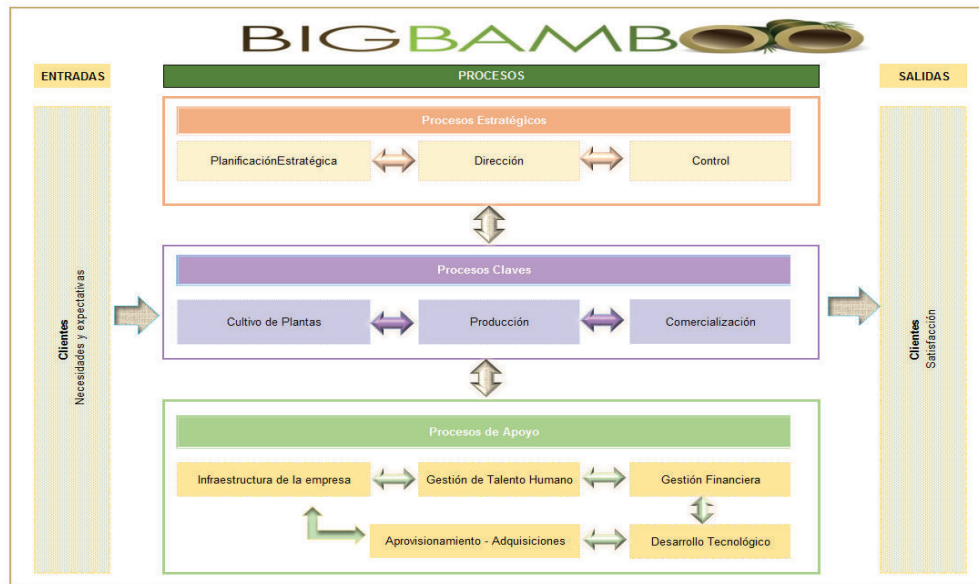 BIGBAMBOO
ENTRADAS
PROCESOS
SALIDAS
Procesos Estratégicos
PlanificaciónEstratégica
Dirección
Control
Clientes
Necesidades y expectativas
Procesos Claves
Cultivo de Plantas
Producción
Comercialización
Clientes
Satisfacción
Procesos de Apoyo
Infraestructura de la empresa
Gestión de Talento Humano
Gestión Financiera
Aprovisionamiento - Adquisiciones
Desarrollo Tecnológico